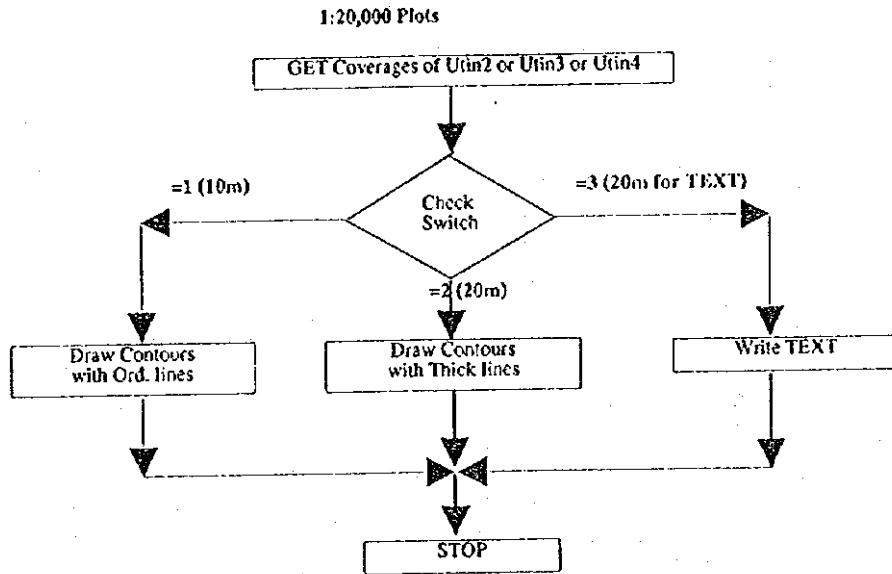 1:20,000 Plots
GET Coverages of Utin2 or Utin3 or Utin4
=1 (10m)
=3 (20m for TEXT)
Check
Switch
=2 (20m)
Draw Contours
with Ord. lines
Draw Contours
with Thick lines
Write TEXT
STOP